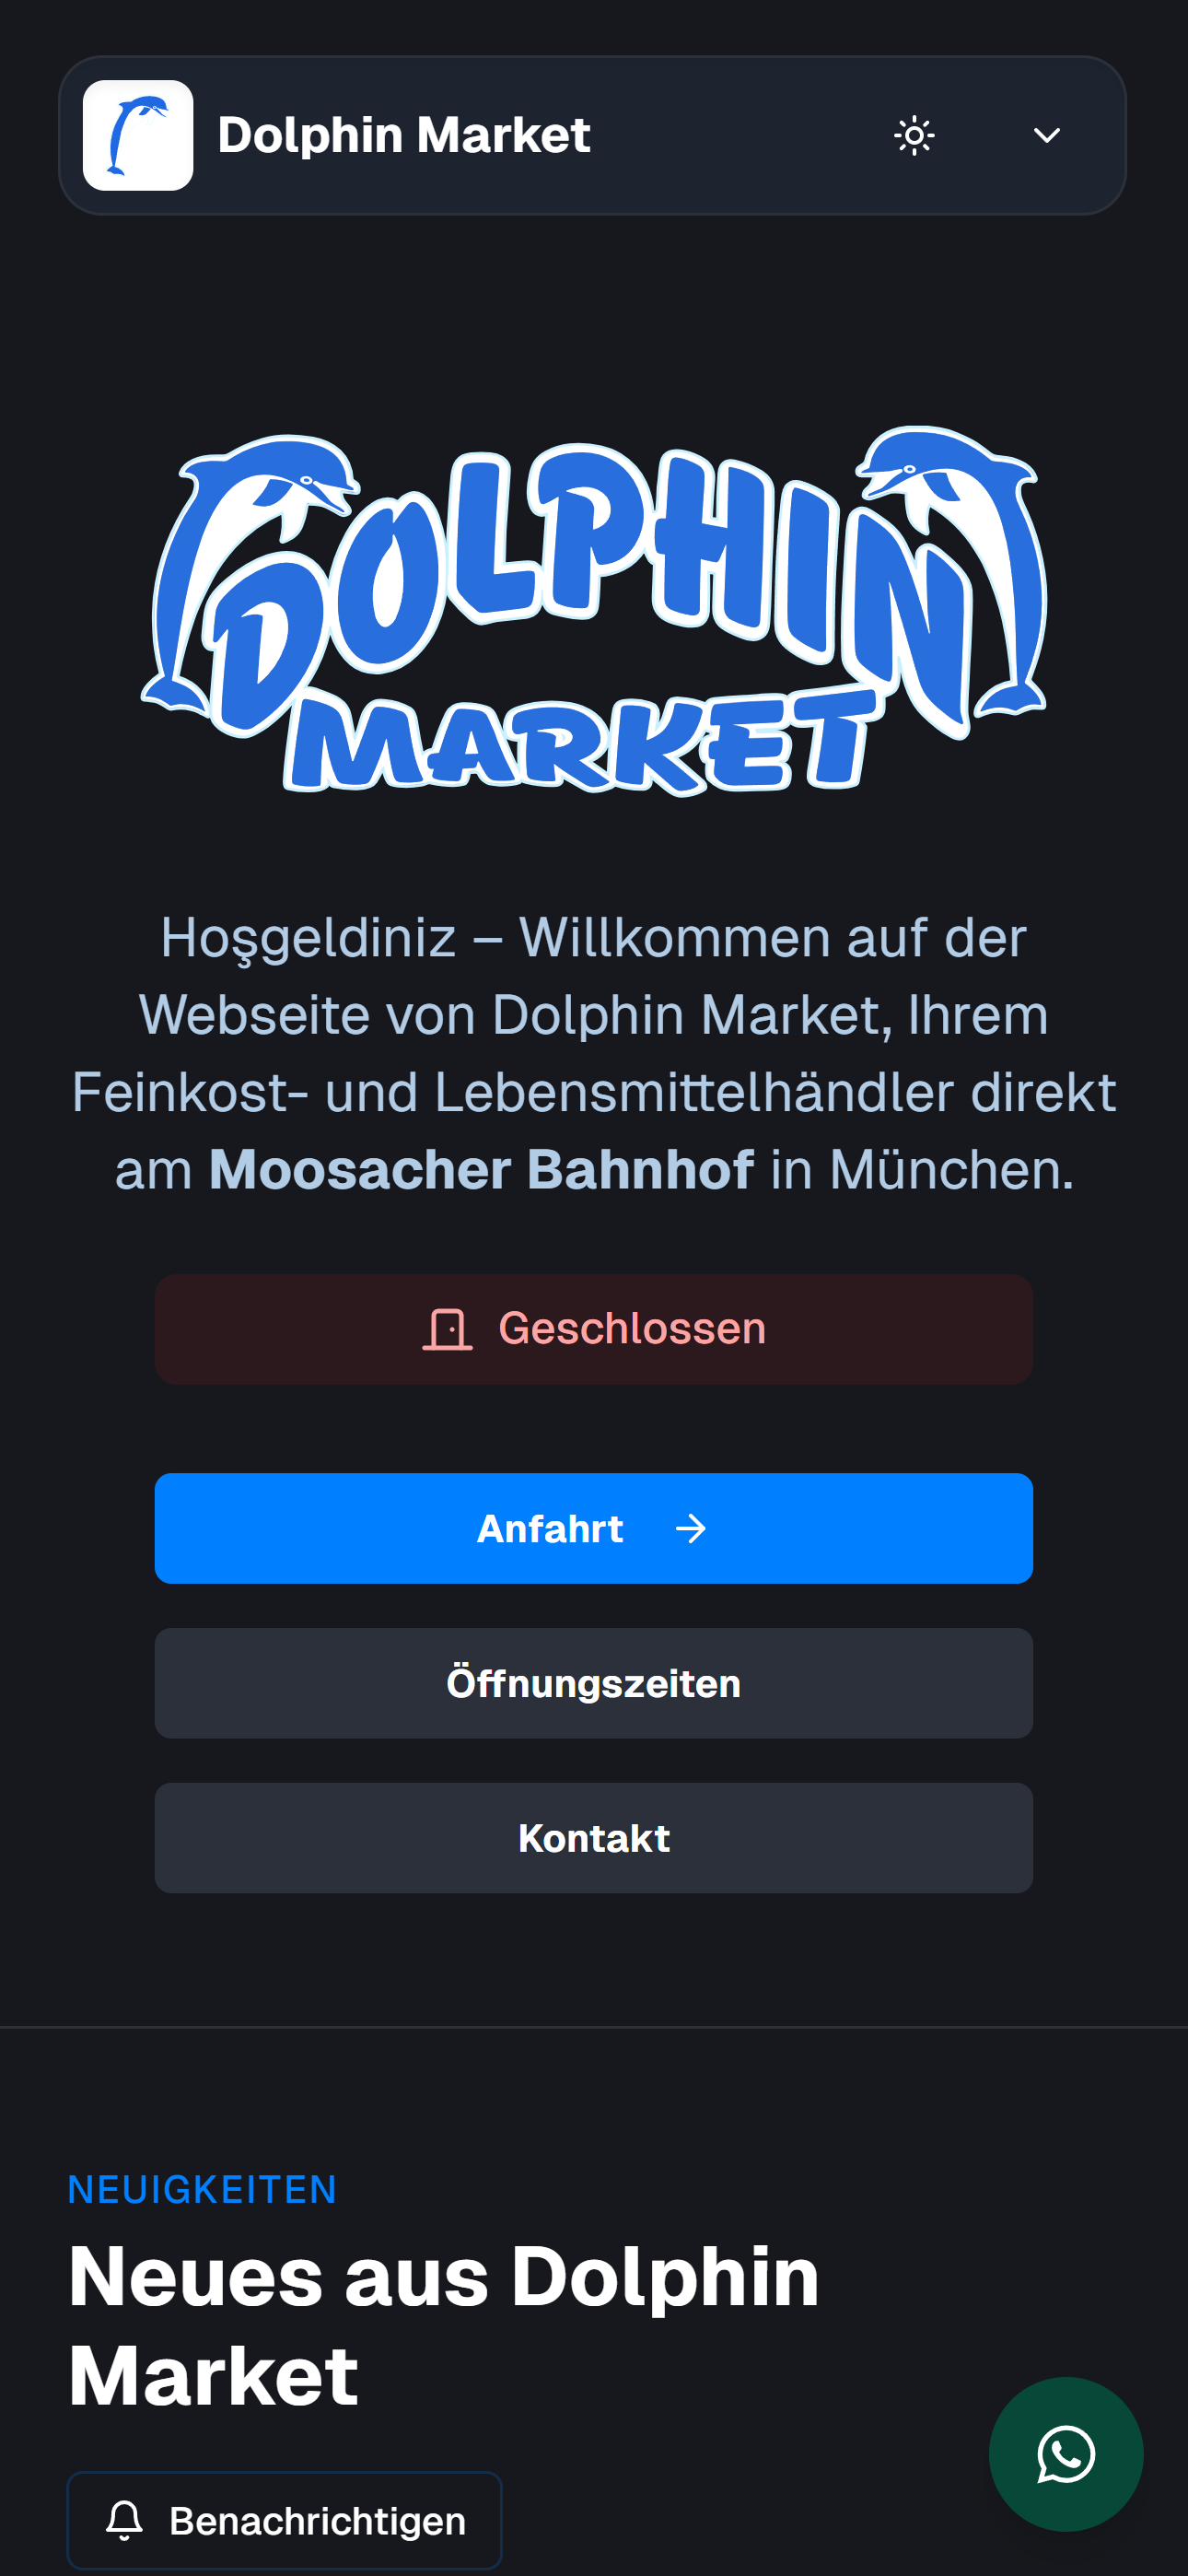 Dolphin Market
DOLPHIN
MARKET
Hoşgeldiniz – Willkommen auf der
Webseite von Dolphin Market, Ihrem
Feinkost- und Lebensmittelhändler direkt
am Moosacher Bahnhof in München.
Geschlossen
Anfahrt
Öffnungszeiten
Kontakt
NEUIGKEITEN
Neues aus Dolphin
Market
Benachrichtigen